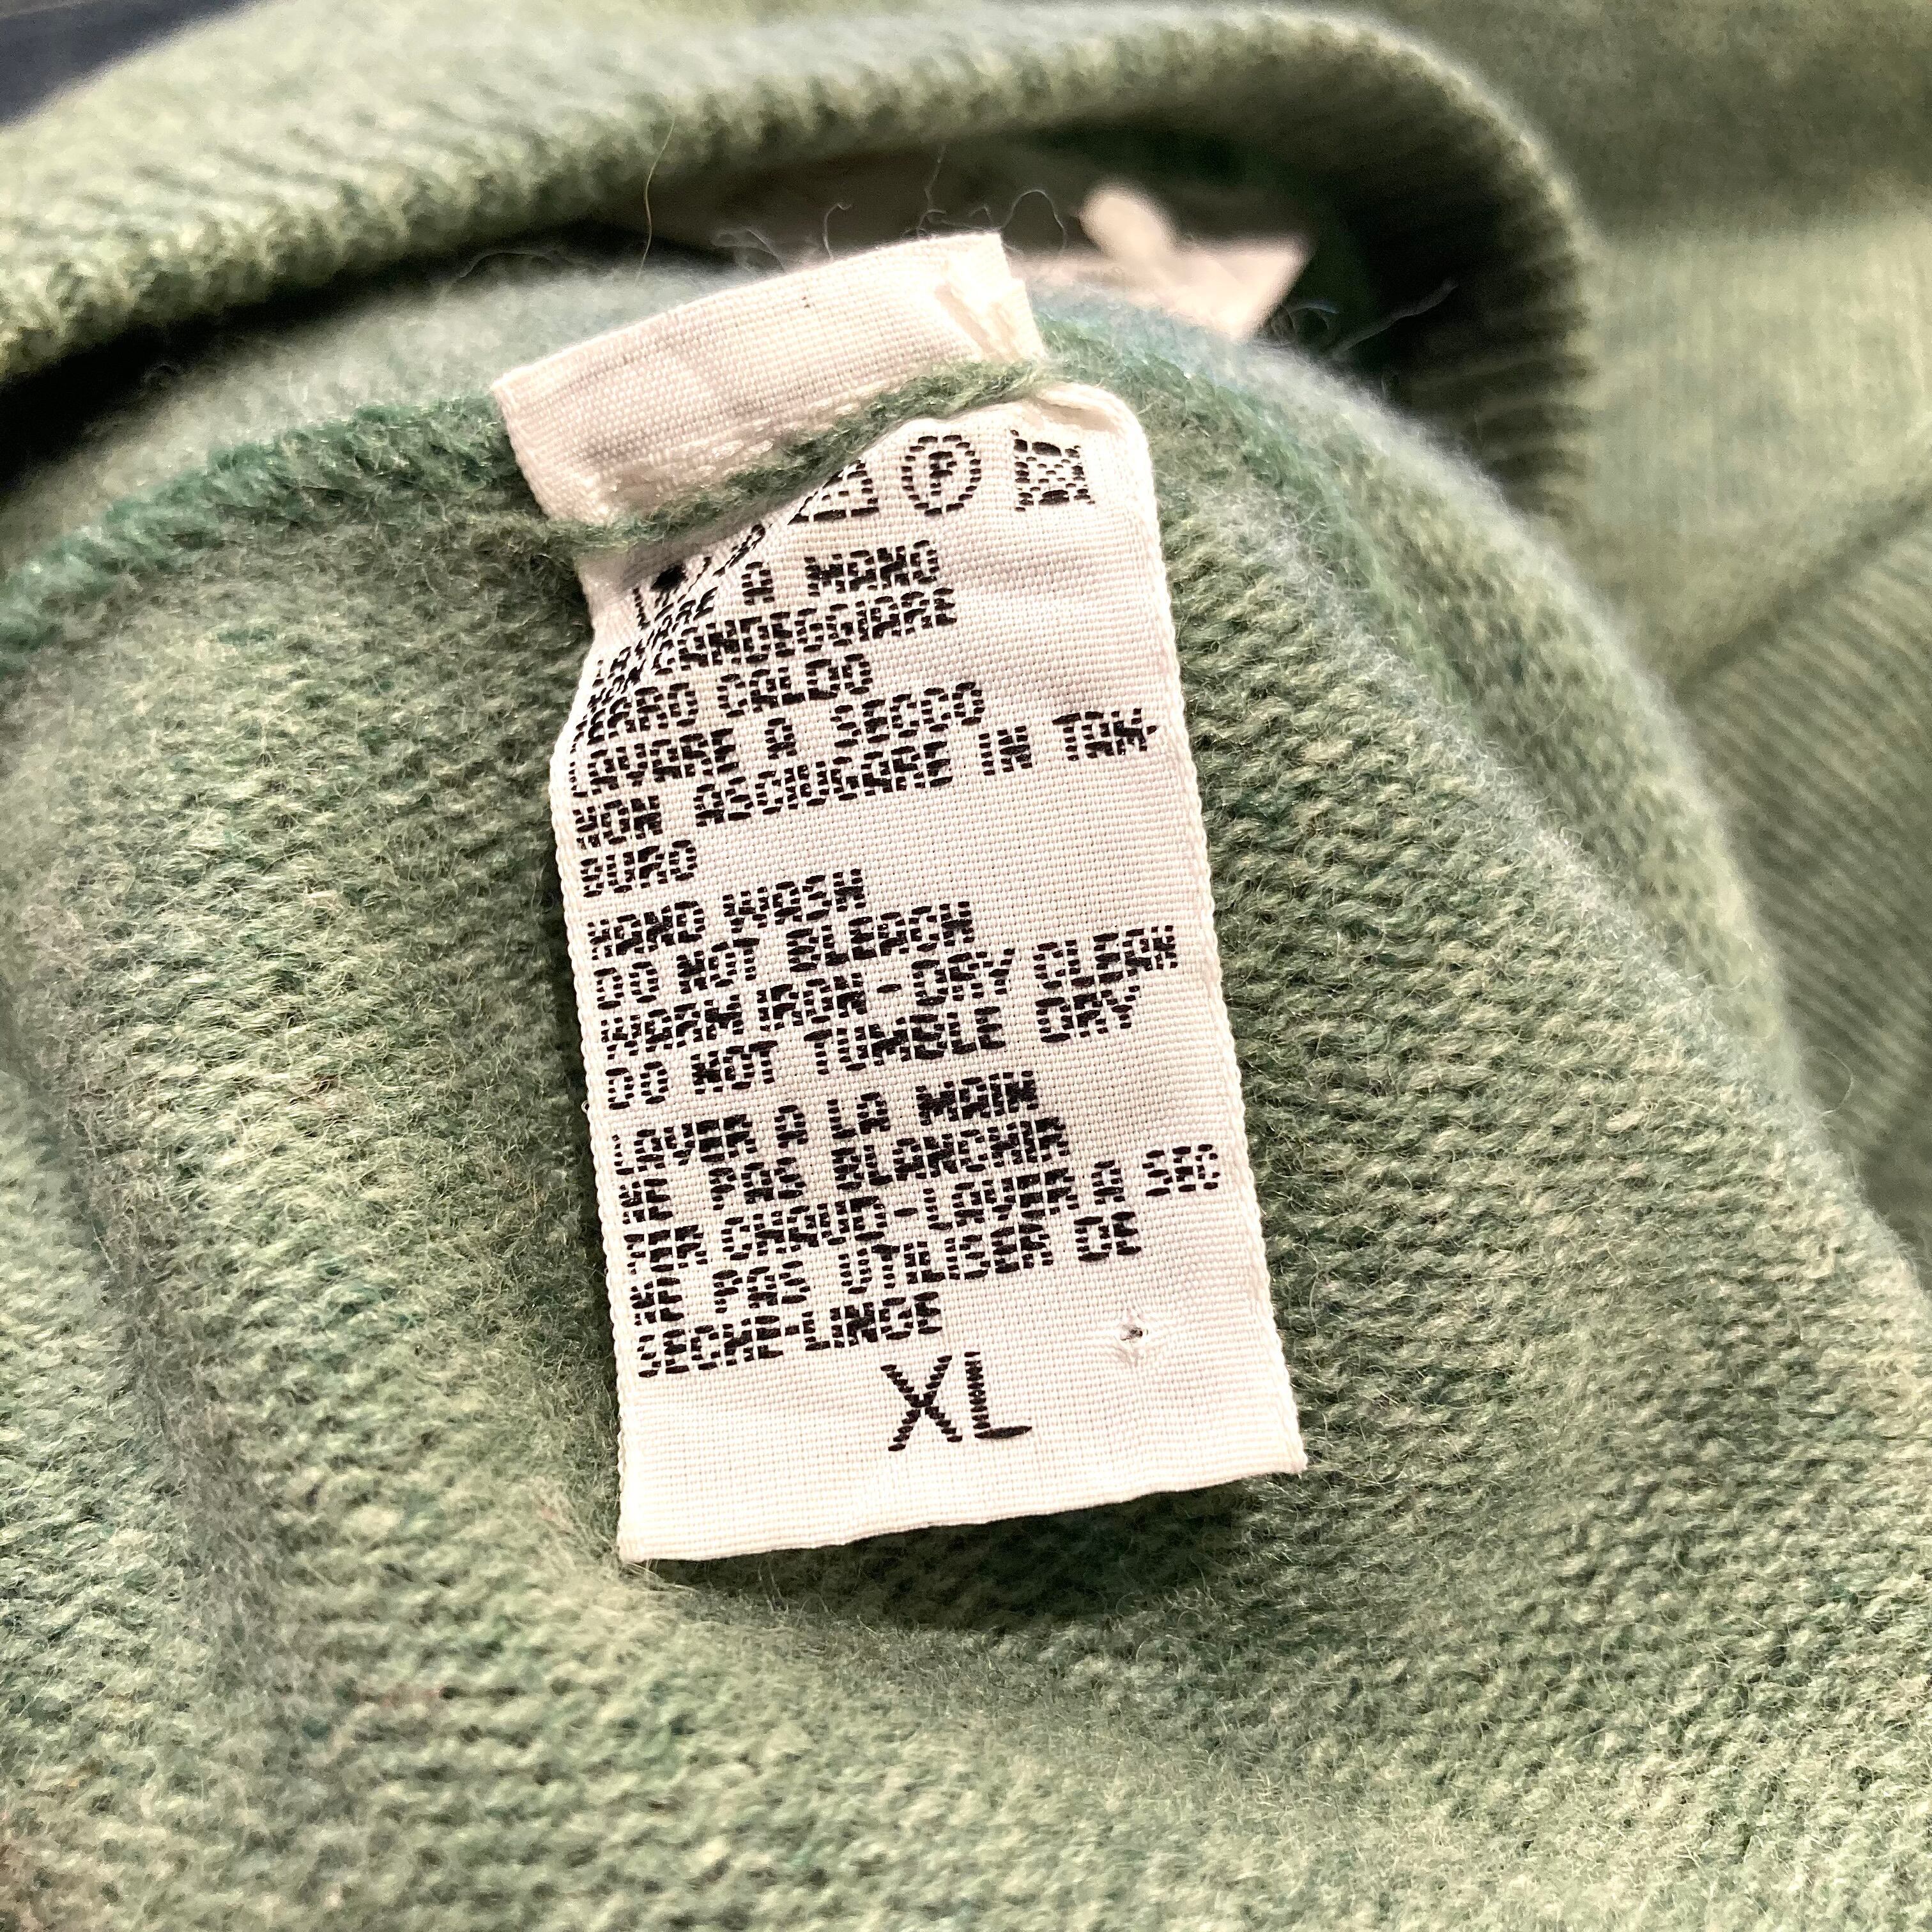 P
A MANO
CANDEGGIARE
CALDO
LAVARE A SECCO
NON ASCIUGARE IN TAM-
BURO
HAND WASH
DO NOT BLEACH
WARM IRON - DRY CLEAN
DO NOT TUMBLE DRY
LAVER A LA MAIN
NE PAS BLANCHIR
FER CHAUD - LAVER A SEC
NE PAS UTILISER DE
SECHE-LINGE
XL